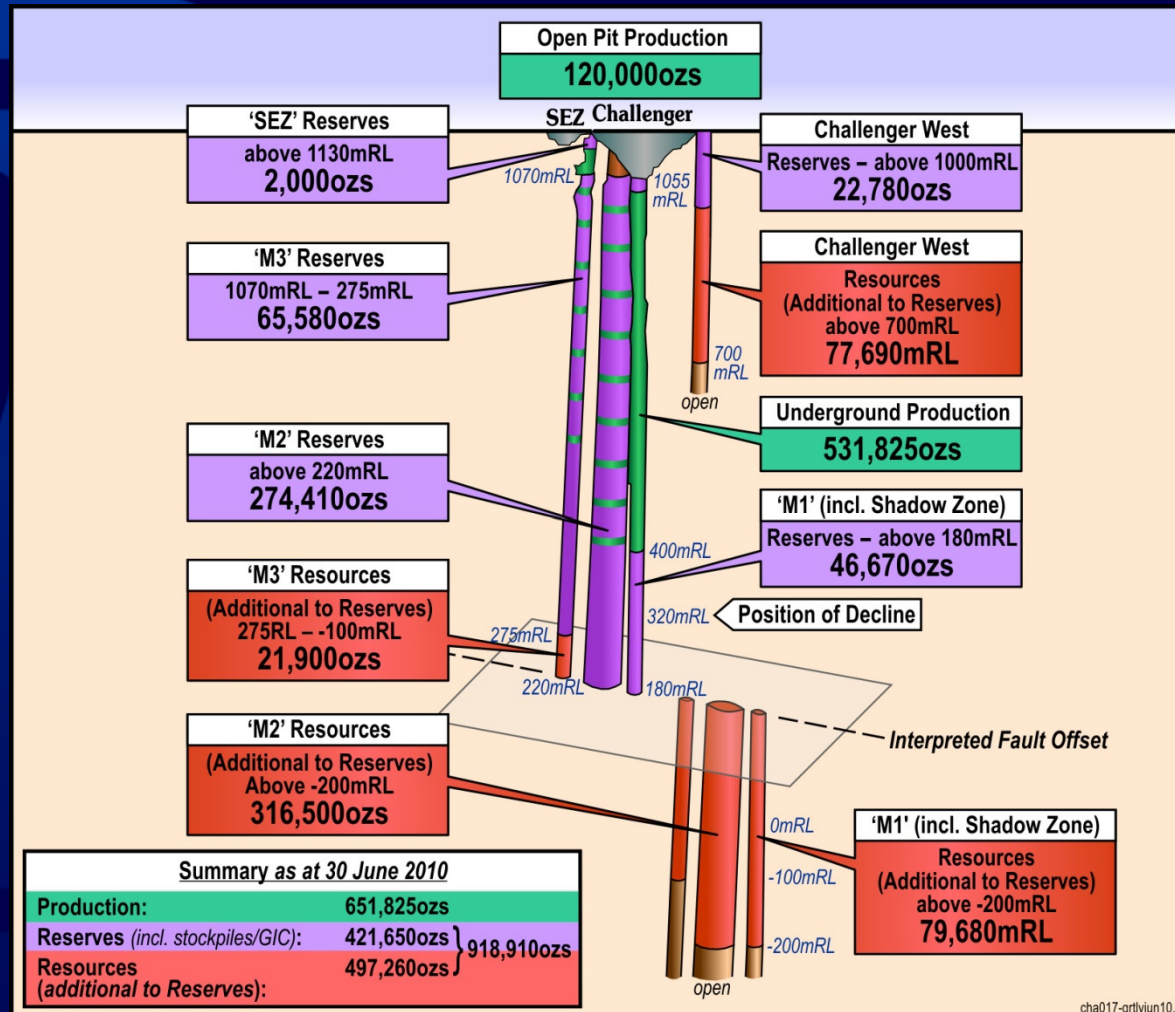 Open Pit Production
120,000ozs
SEZ Challenger
'SEZ' Reserves
above 1130mRL
2,000ozs
1070mRL
1055
mRL
Challenger West
Reserves – above 1000mRL
22,780ozs
'M3' Reserves
1070mRL – 275mRL
65,580ozs
Challenger West
Resources
(Additional to Reserves)
above 700mRL
77,690mRL
700
mRL
open
Underground Production
531,825ozs
'M2' Reserves
above 220mRL
274,410ozs
'M1' (incl. Shadow Zone)
Reserves – above 180mRL
46,670ozs
400mRL
320mRL
Position of Decline
'M3' Resources
(Additional to Reserves)
275RL – -100mRL
21,900ozs
275mRL
220mRL
180mRL
Interpreted Fault Offset
'M2' Resources
(Additional to Reserves)
Above -200mRL
316,500ozs
0mRL
-100mRL
-200mRL
open
'M1' (incl. Shadow Zone)
Resources
(Additional to Reserves)
above -200mRL
79,680mRL
Summary as at 30 June 2010
Production: 651,825ozs
Reserves (incl. stockpiles/GIC): 421,650ozs
918,910ozs
Resources 497,260ozs
(additional to Reserves):
cha017-qrtlyjun10.